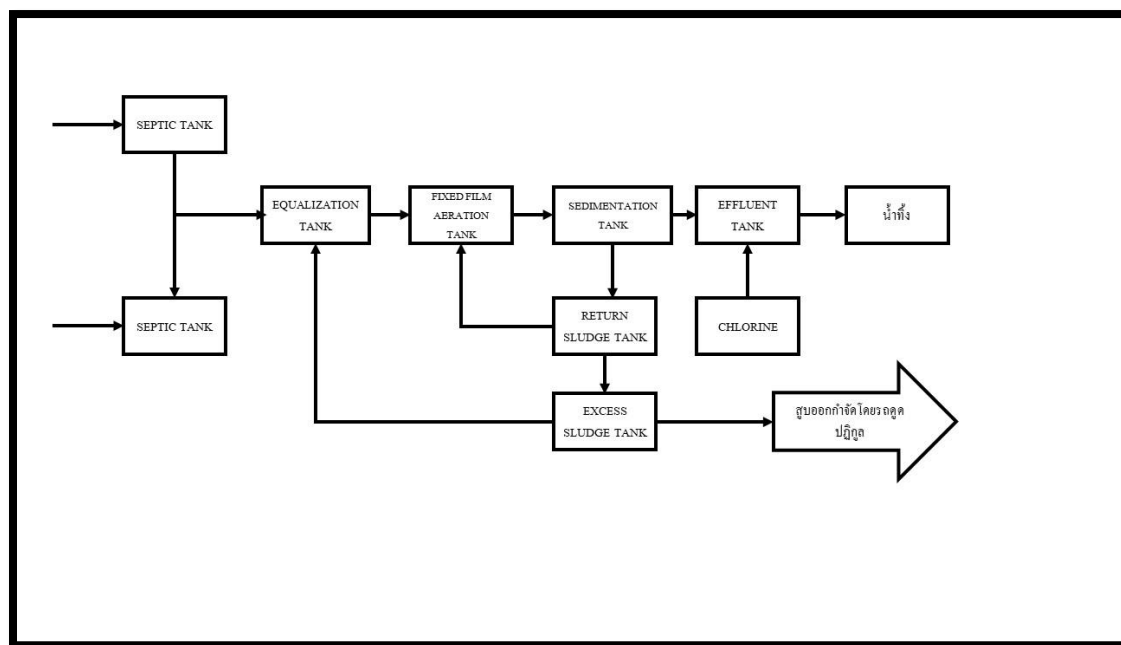 SEPTIC TANK
EQUALIZATION
TANK
FIXED FILM
AERATION
TANK
SEDIMENTATION
TANK
EFFLUENT
TANK
น้ำทิ้ง
SEPTIC TANK
RETURN
SLUDGE TANK
CHLORINE
EXCESS
SLUDGE TANK
สูบออกกำจัดโดยรถดูด
ปฏิกูล